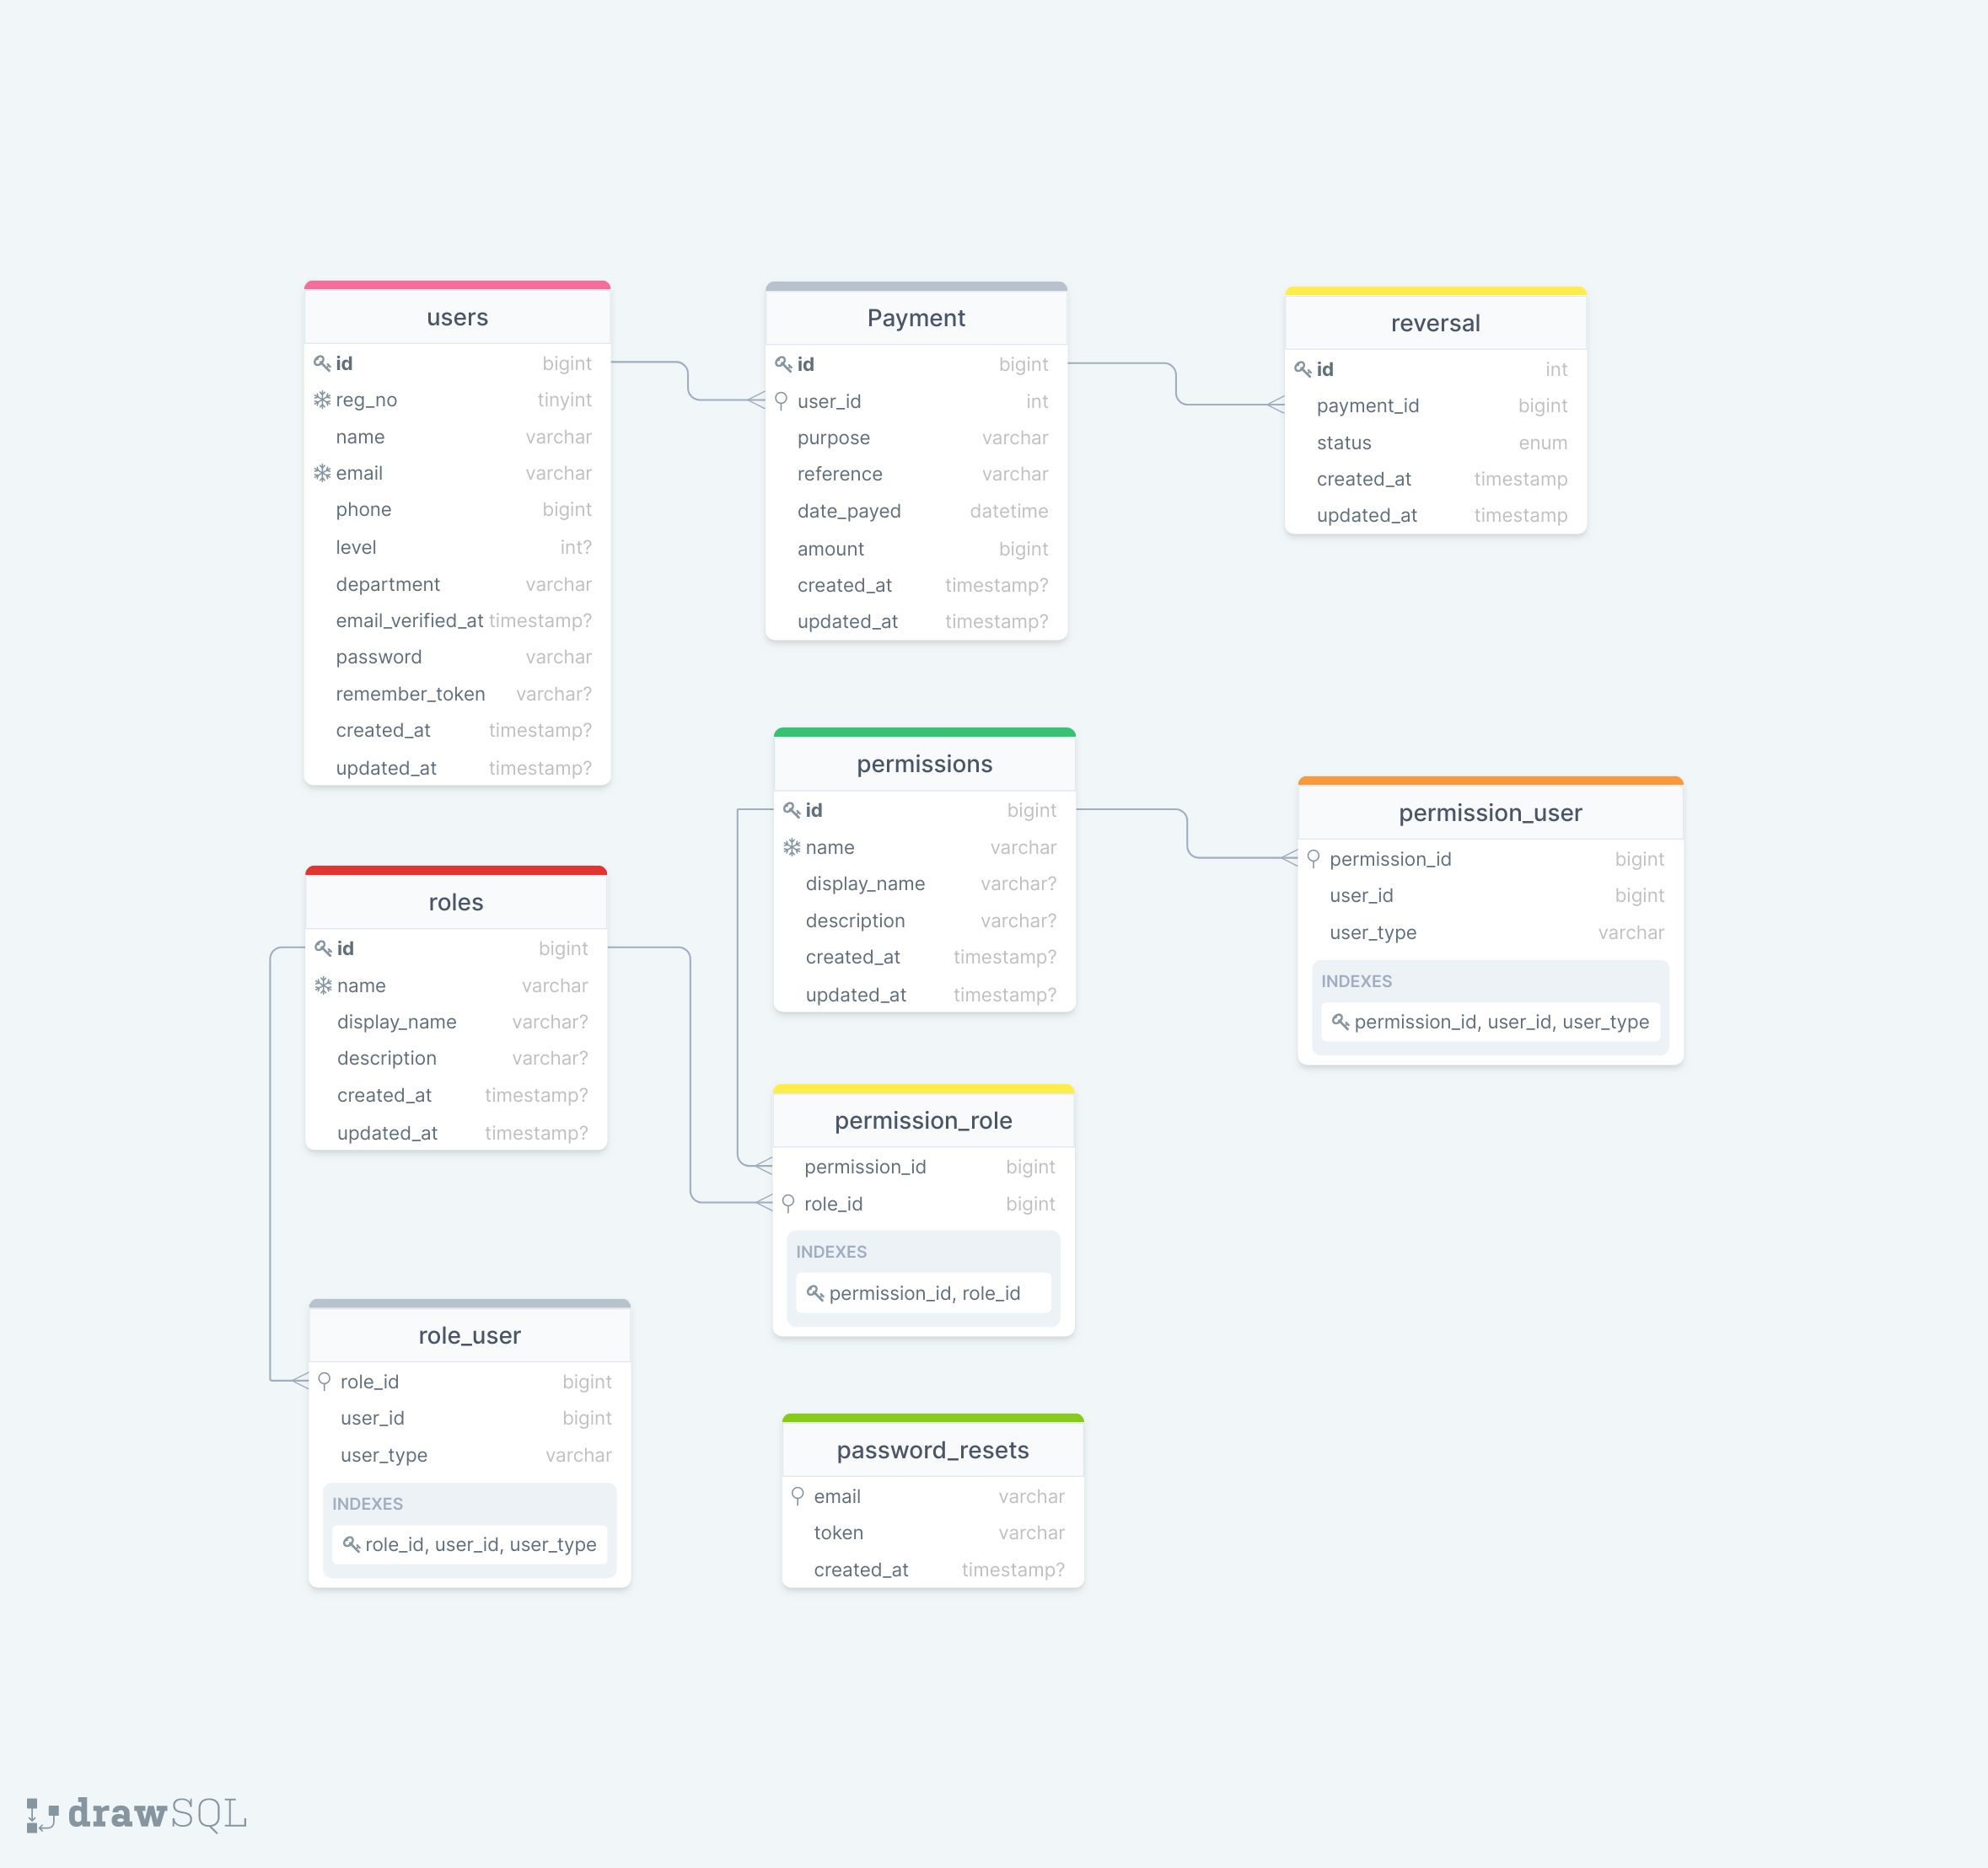 users
id bigint
reg_no tinyint
name varchar
email varchar
phone bigint
level int?
department varchar
email_verified_at timestamp?
password varchar
remember_token varchar?
created_at timestamp?
updated_at timestamp?
Payment
id bigint
user_id int
purpose varchar
reference varchar
date_payed datetime
amount bigint
created_at timestamp?
updated_at timestamp?
reversal
id int
payment_id bigint
status enum
created_at timestamp
updated_at timestamp
permissions
id bigint
name varchar
display_name varchar?
description varchar?
created_at timestamp?
updated_at timestamp?
permission_user
permission_id bigint
user_id bigint
user_type varchar
INDEXES
permission_id, user_id, user_type
roles
id bigint
name varchar
display_name varchar?
description varchar?
created_at timestamp?
updated_at timestamp?
permission_role
permission_id bigint
role_id bigint
INDEXES
permission_id, role_id
role_user
role_id bigint
user_id bigint
user_type varchar
INDEXES
role_id, user_id, user_type
password_resets
email varchar
token varchar
created_at timestamp?
drawSQL